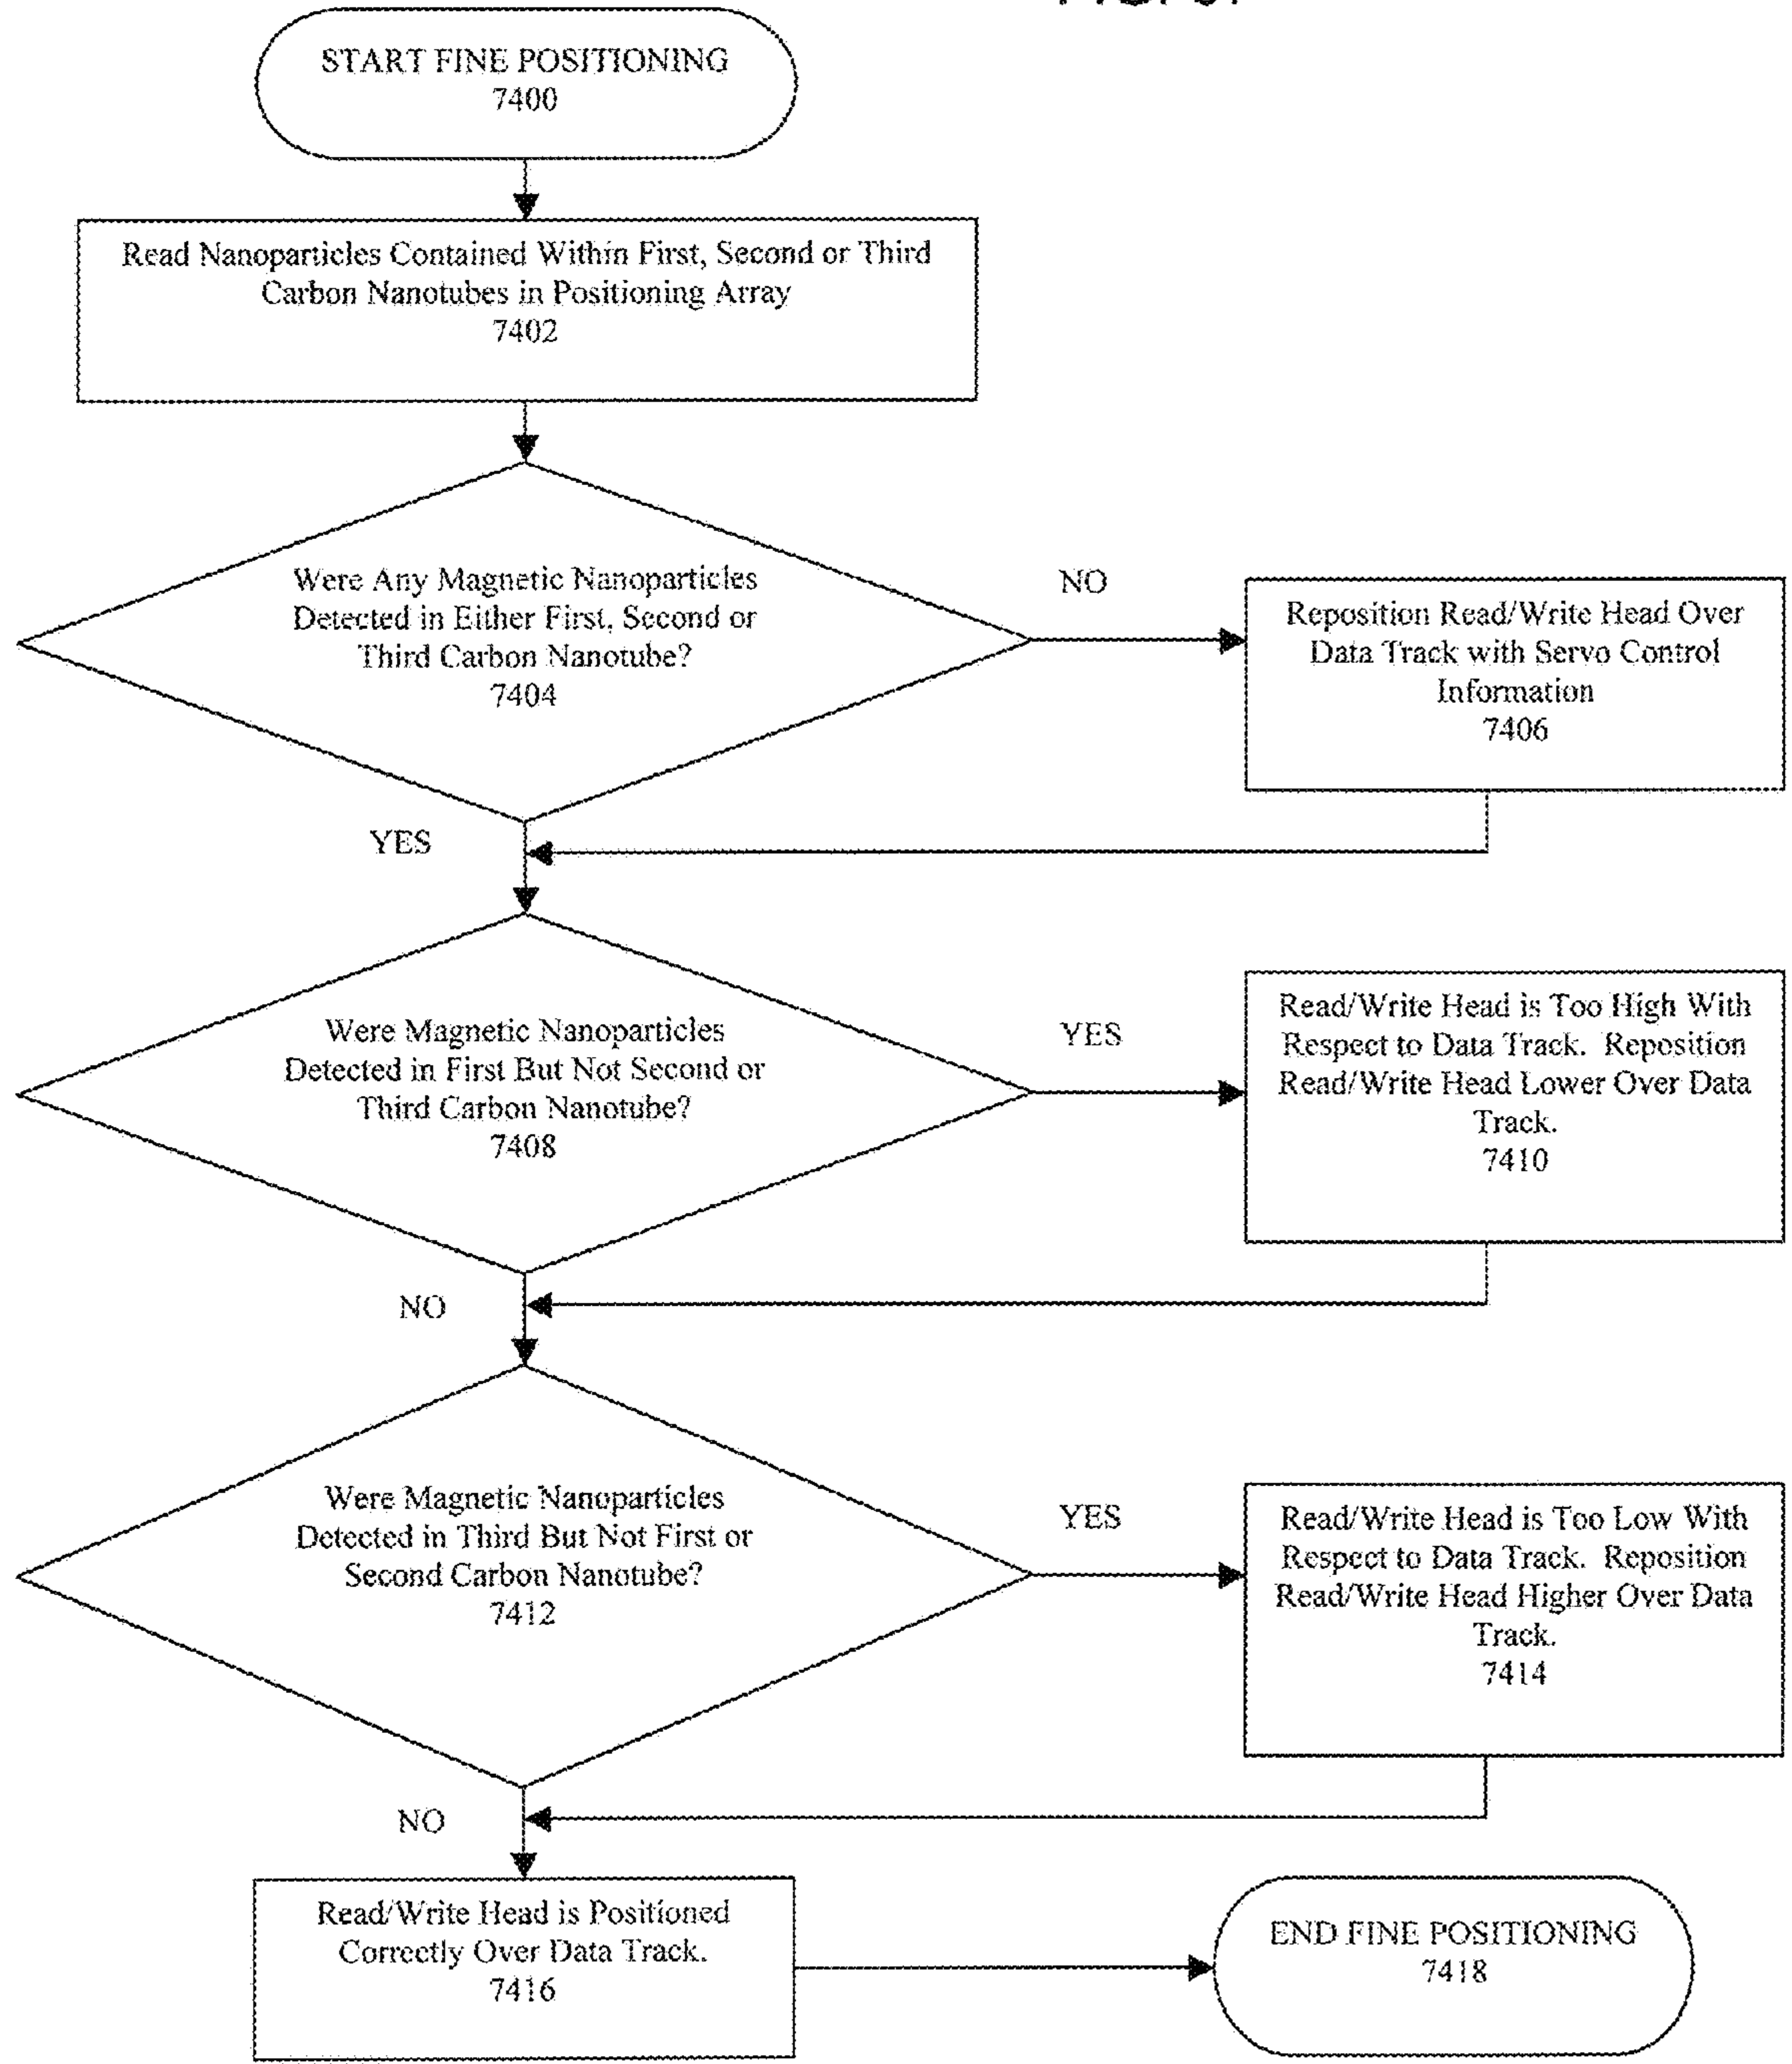 START FINE POSITIONING
7400
Read Nanoparticles Contained Within First, Second or Third
Carbon Nanotubes in Positioning Array
7402
Were Any Magnetic Nanoparticles
Detected in Either First, Second or
Third Carbon Nanotube?
7404
NO
Reposition Read/Write Head Over
Data Track with Servo Control
Information
7406
YES
Were Magnetic Nanoparticles
Detected in First But Not Second or
Third Carbon Nanotube?
7408
YES
Read/Write Head is Too High With
Respect to Data Track. Reposition
Read/Write Head Lower Over Data
Track.
7410
NO
Were Magnetic Nanoparticles
Detected in Third But Not First or
Second Carbon Nanotube?
7412
YES
Read/Write Head is Too Low With
Respect to Data Track. Reposition
Read/Write Head Higher Over Data
Track.
7414
NO
Read/Write Head is Positioned
Correctly Over Data Track.
7416
END FINE POSITIONING
7418